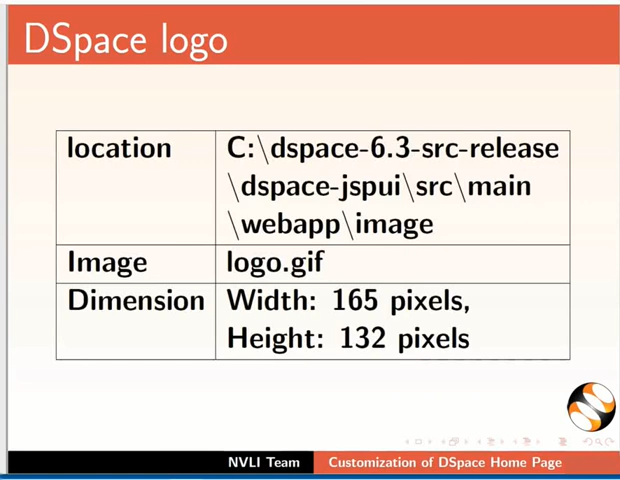 DSpace logo
location C:\dspace-6.3-src-release
\dspace-jspui\src\main
\webapp\image
Image logo.gif
Dimension Width: 165 pixels,
Height: 132 pixels
NVLI Team Customization of DSpace Home Page